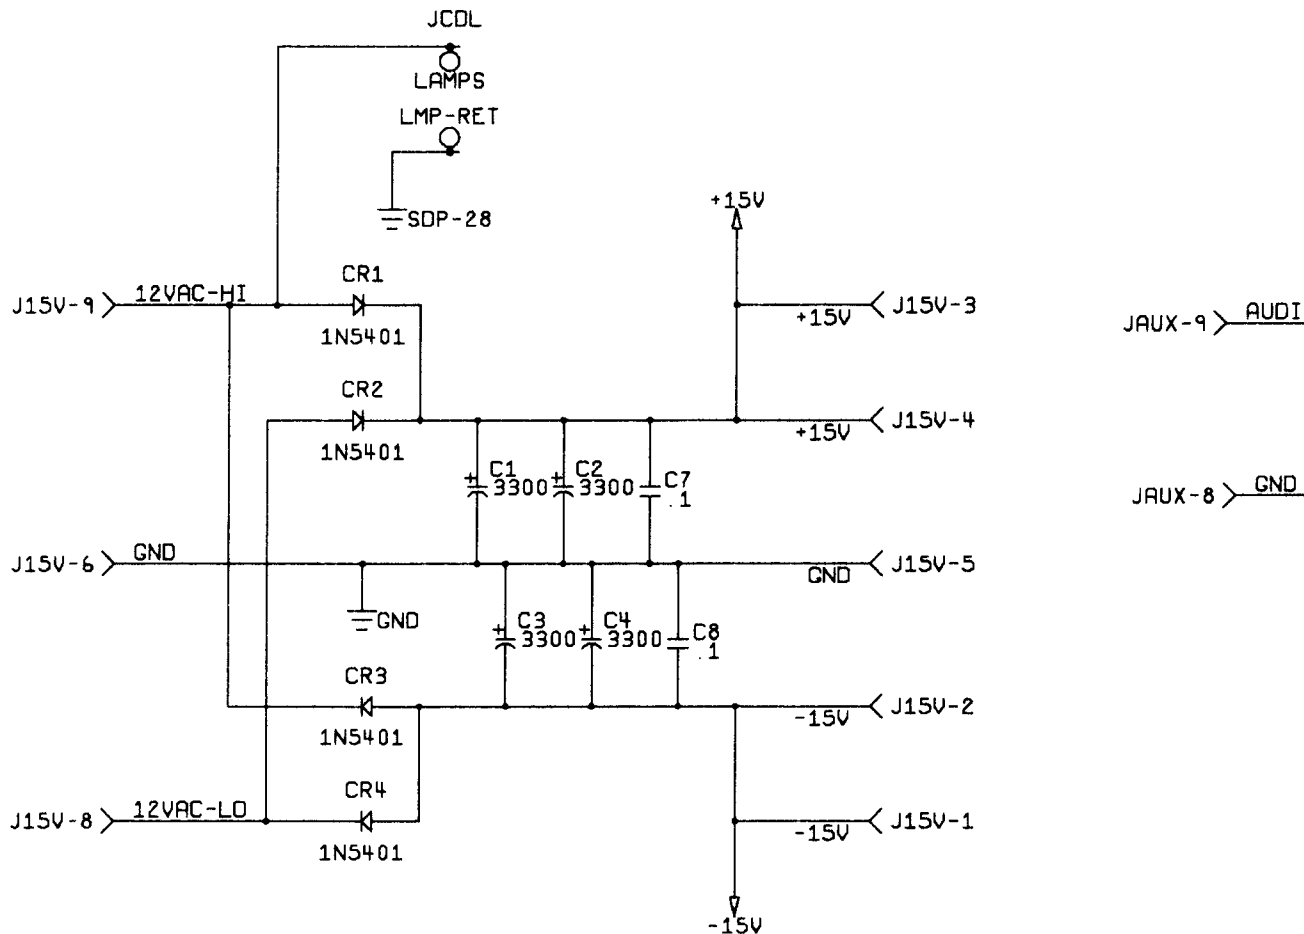 JCDL
LAMPS
LMP-RET
SDP-28
+15V
CR1
J15V-9
12VAC-HI
1N5401
+15V
J15V-3
JAUX-9
AUDI
CR2
1N5401
+15V
J15V-4
+
C1
3300
+
C2
3300
C7
.1
JAUX-8
GND
J15V-6
GND
GND
J15V-5
GND
+
C3
3300
+
C4
3300
C8
.1
CR3
1N5401
-15V
J15V-2
CR4
J15V-8
12VAC-LO
1N5401
-15V
J15V-1
-15V